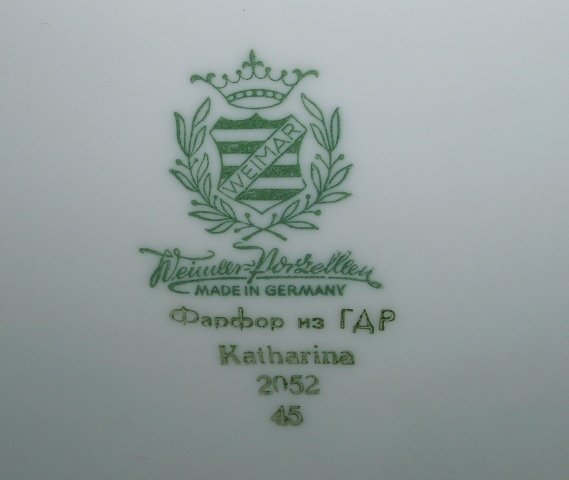 WEIMAR
Weimar-Porzellan
MADE IN GERMANY
Фарфор из ГДР
Katharina
2052
45